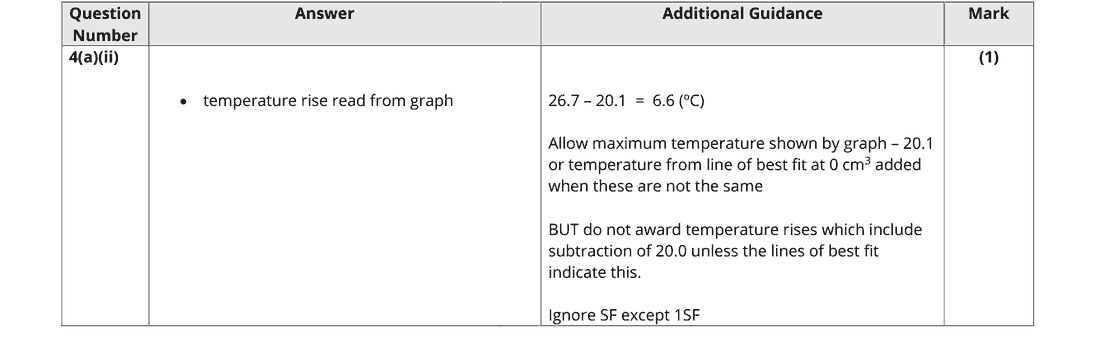 Question Number
Answer
Additional Guidance
Mark
4(a)(ii)
(1)
• temperature rise read from graph
26.7 – 20.1 = 6.6 (ºC)
Allow maximum temperature shown by graph – 20.1
or temperature from line of best fit at 0 cm³ added
when these are not the same
BUT do not award temperature rises which include
subtraction of 20.0 unless the lines of best fit
indicate this.
Ignore SF except 1SF